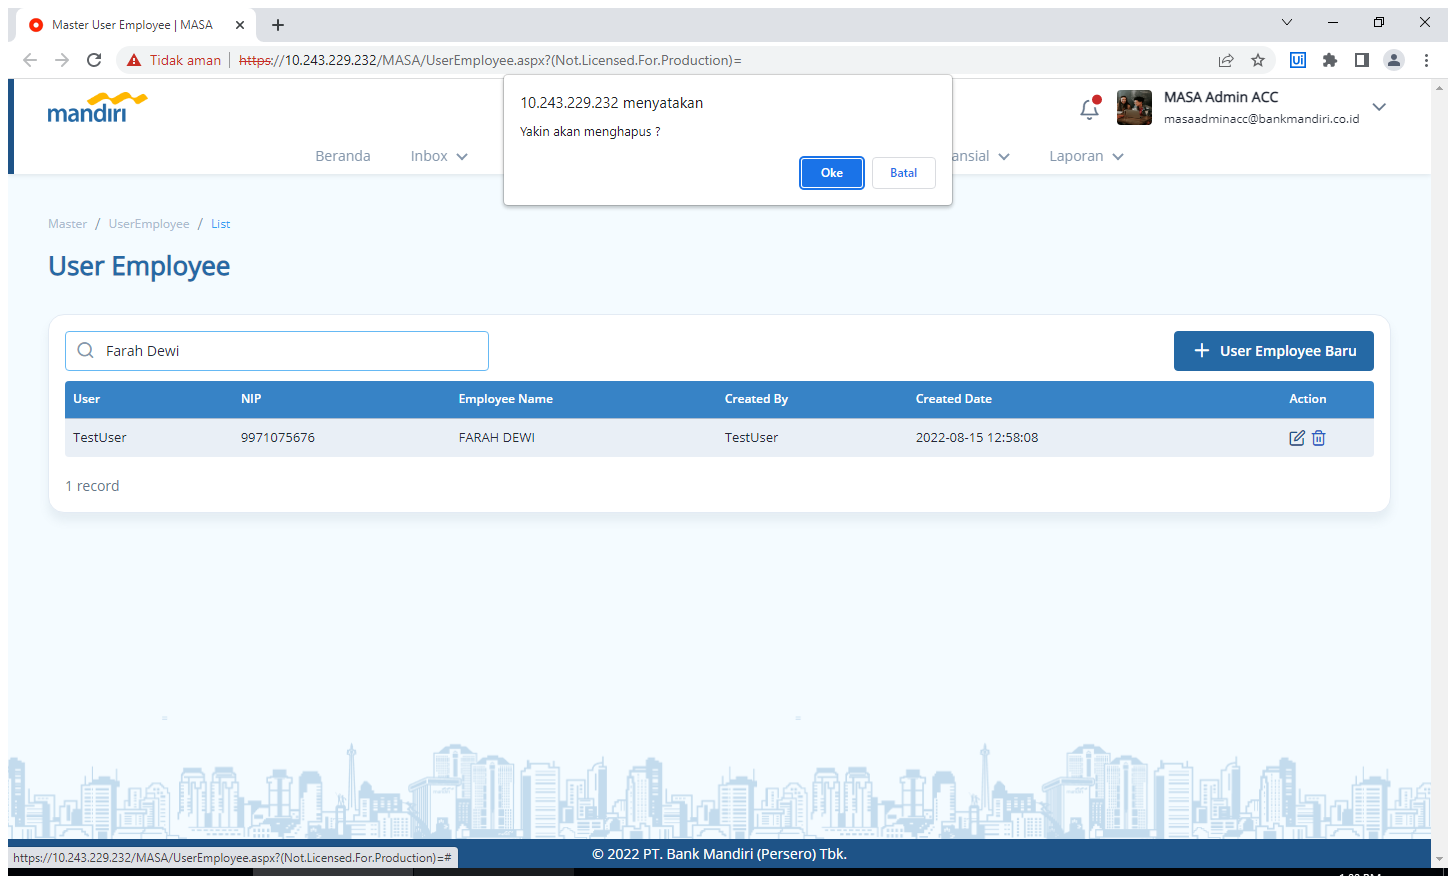 Master User Employee | MASA
Tidak aman
https://10.243.229.232/MASA/UserEmployee.aspx?(Not.Licensed.For.Production)=
Ui
mandiri
10.243.229.232 menyatakan
Yakin akan menghapus ?
Oke
Batal
MASA Admin ACC
masaadminacc@bankmandiri.co.id
Beranda
Inbox
ansial
Laporan
Master / UserEmployee / List
User Employee
Farah Dewi
User Employee Baru
User NIP Employee Name Created By Created Date Action
TestUser 9971075676 FARAH DEWI TestUser 2022-08-15 12:58:08
1 record
© 2022 PT. Bank Mandiri (Persero) Tbk.
https://10.243.229.232/MASA/UserEmployee.aspx?(Not.Licensed.For.Production)=#